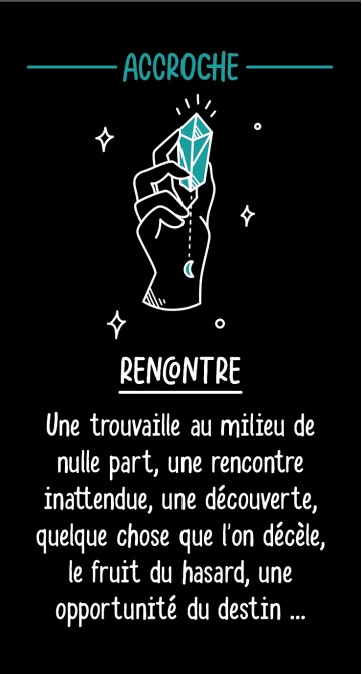 ACCROCHE
RENCONTRE
Une trouvaille au milieu de
nulle part, une rencontre
inattendue, une découverte,
quelque chose que l'on décèle,
le fruit du hasard, une
opportunité du destin ...